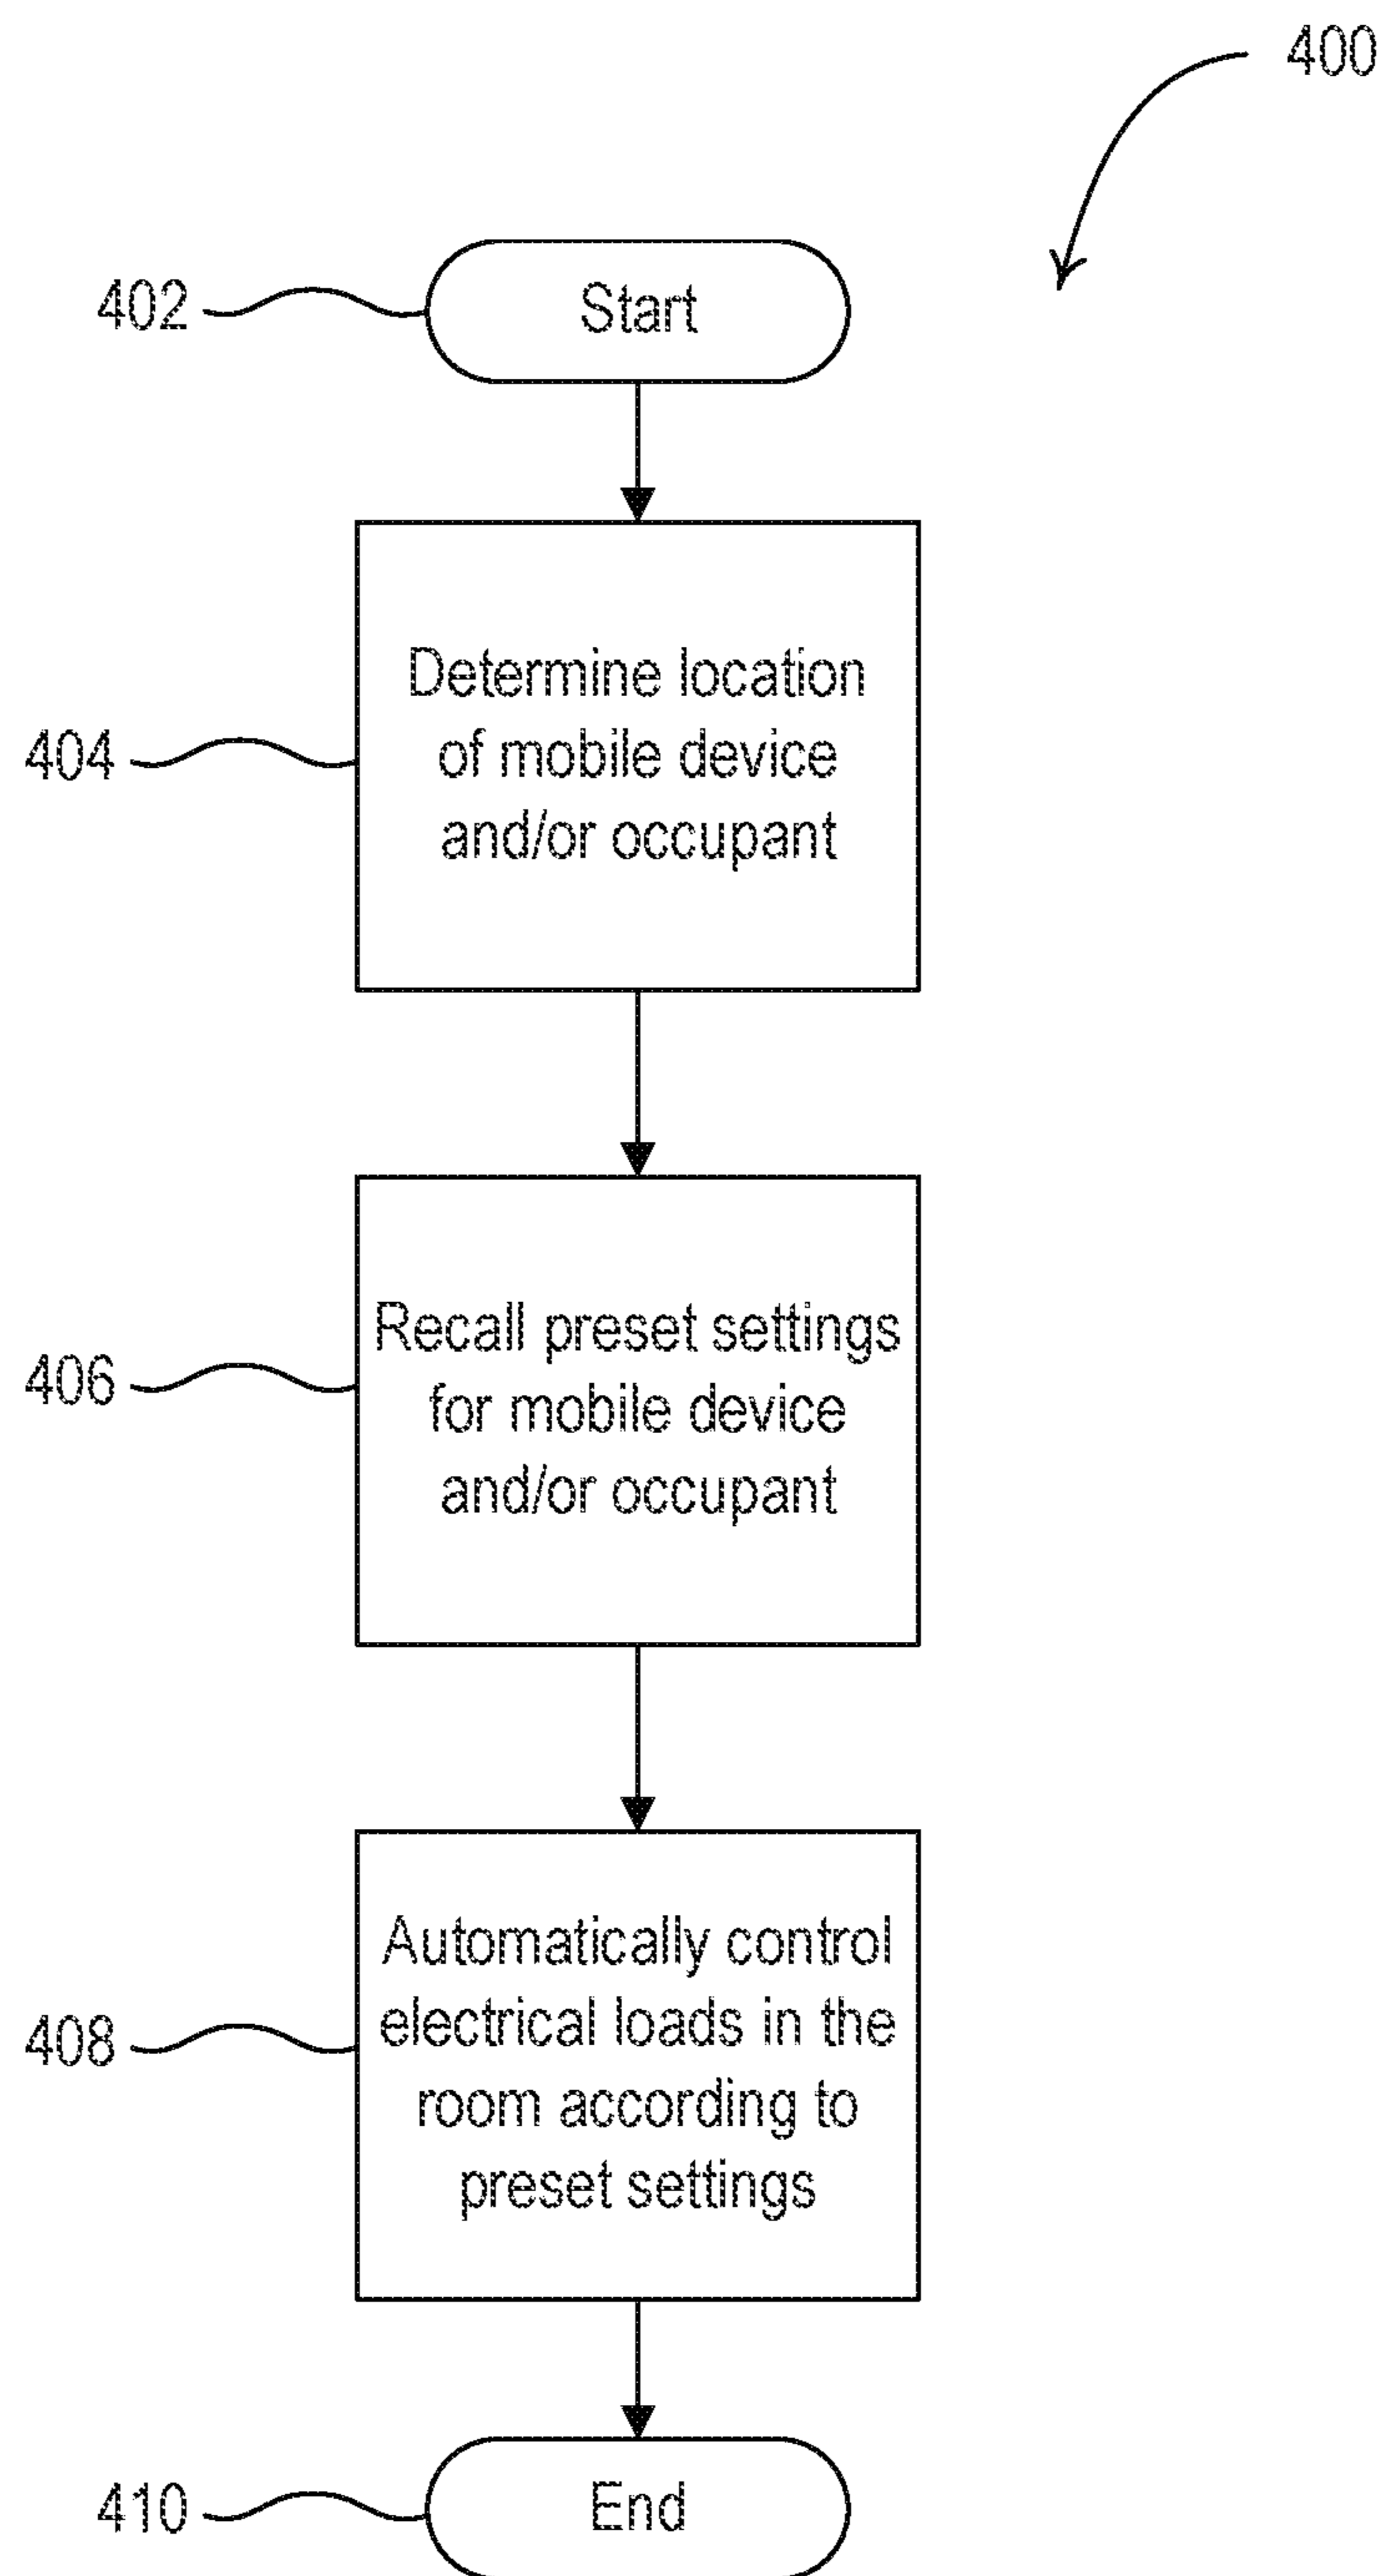 400
402
Start
404
Determine location
of mobile device
and/or occupant
406
Recall preset settings
for mobile device
and/or occupant
408
Automatically control
electrical loads in the
room according to
preset settings
410
End